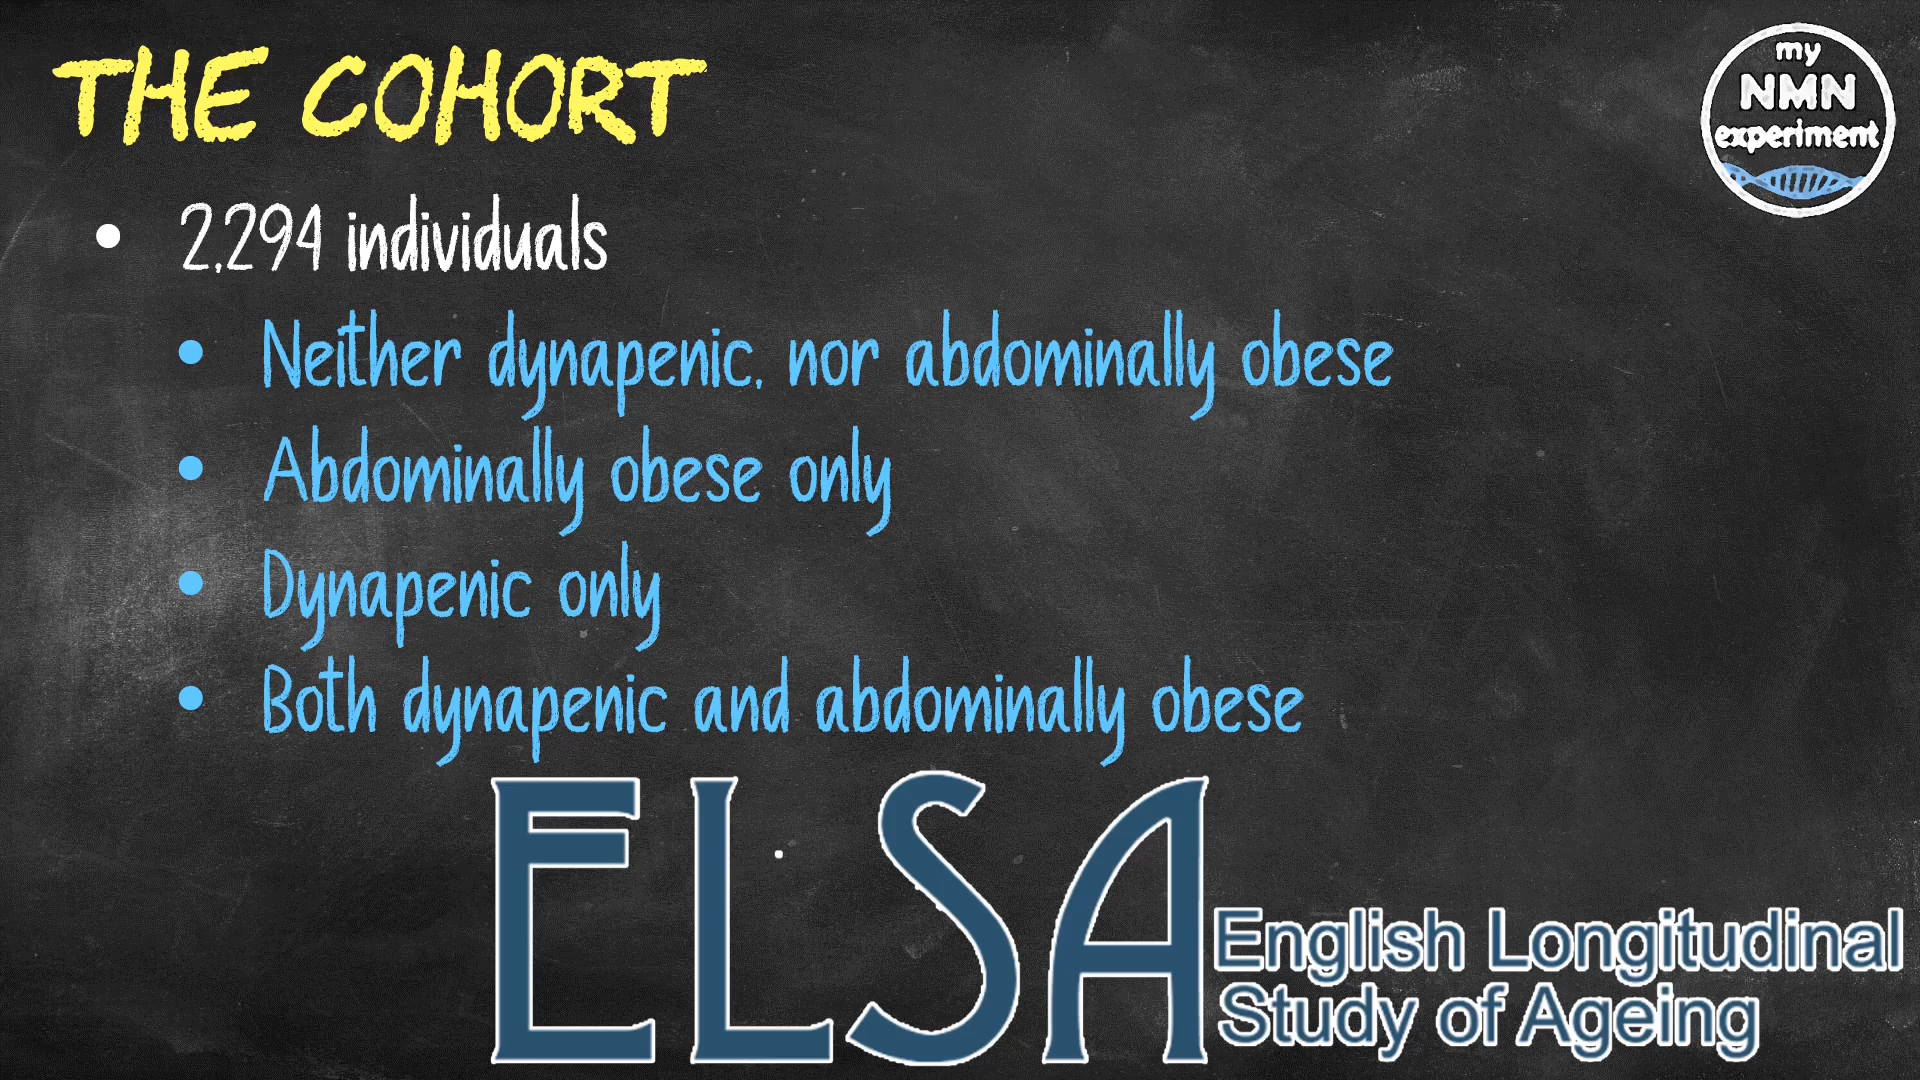 THE COHORT
my
NMN
experiment
• 2,294 individuals
• Neither dynapenic, nor abdominally obese
• Abdominally obese only
• Dynapenic only
• Both dynapenic and abdominally obese
ELSA
English Longitudinal
Study of Ageing